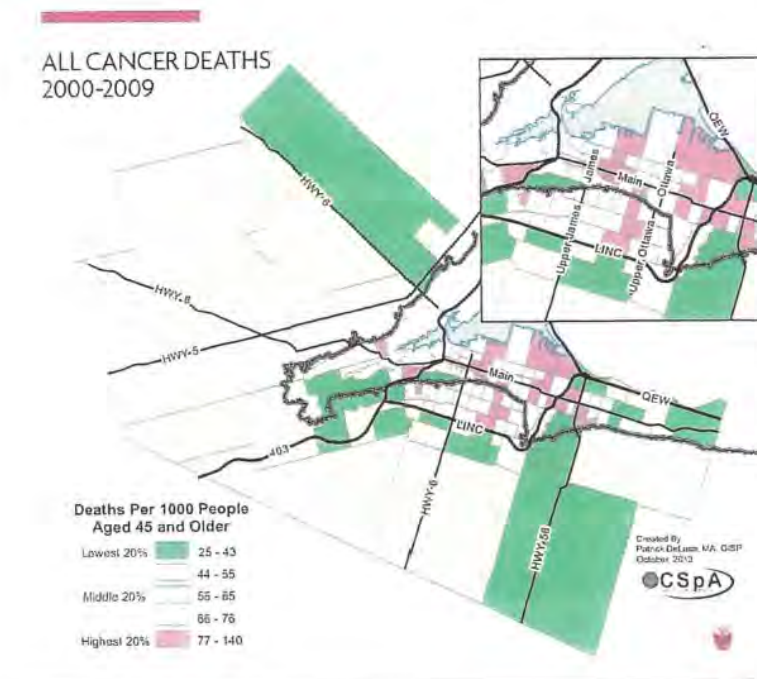 ALL CANCER DEATHS
2000-2009
QEW
James
Main
Ottawa
LINC
Upper James
Upper Ottawa
HWY-6
HWY-8
HWY-5
Main
QEW
LINC
403
HWY-6
HWY-56
Deaths Per 1000 People
Aged 45 and Older
Lowest 20% 25 - 43
44 - 55
Middle 20% 56 - 65
66 - 76
Highest 20% 77 - 140
Created By
Patrick DeLuca, MA, GISP
October, 2013
CSpA